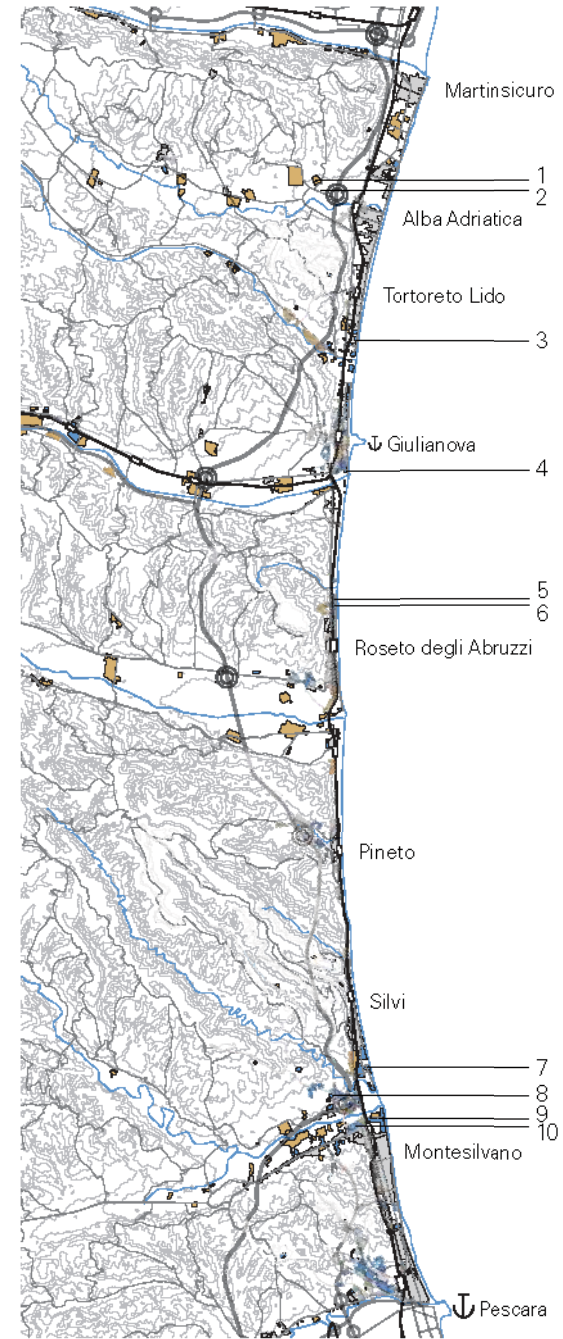 Martinsicuro
1
2
Alba Adriatica
Tortoreto Lido
3
Giulianova
4
5
6
Roseto degli Abruzzi
Pineto
Silvi
7
8
9
10
Montesilvano
Pescara